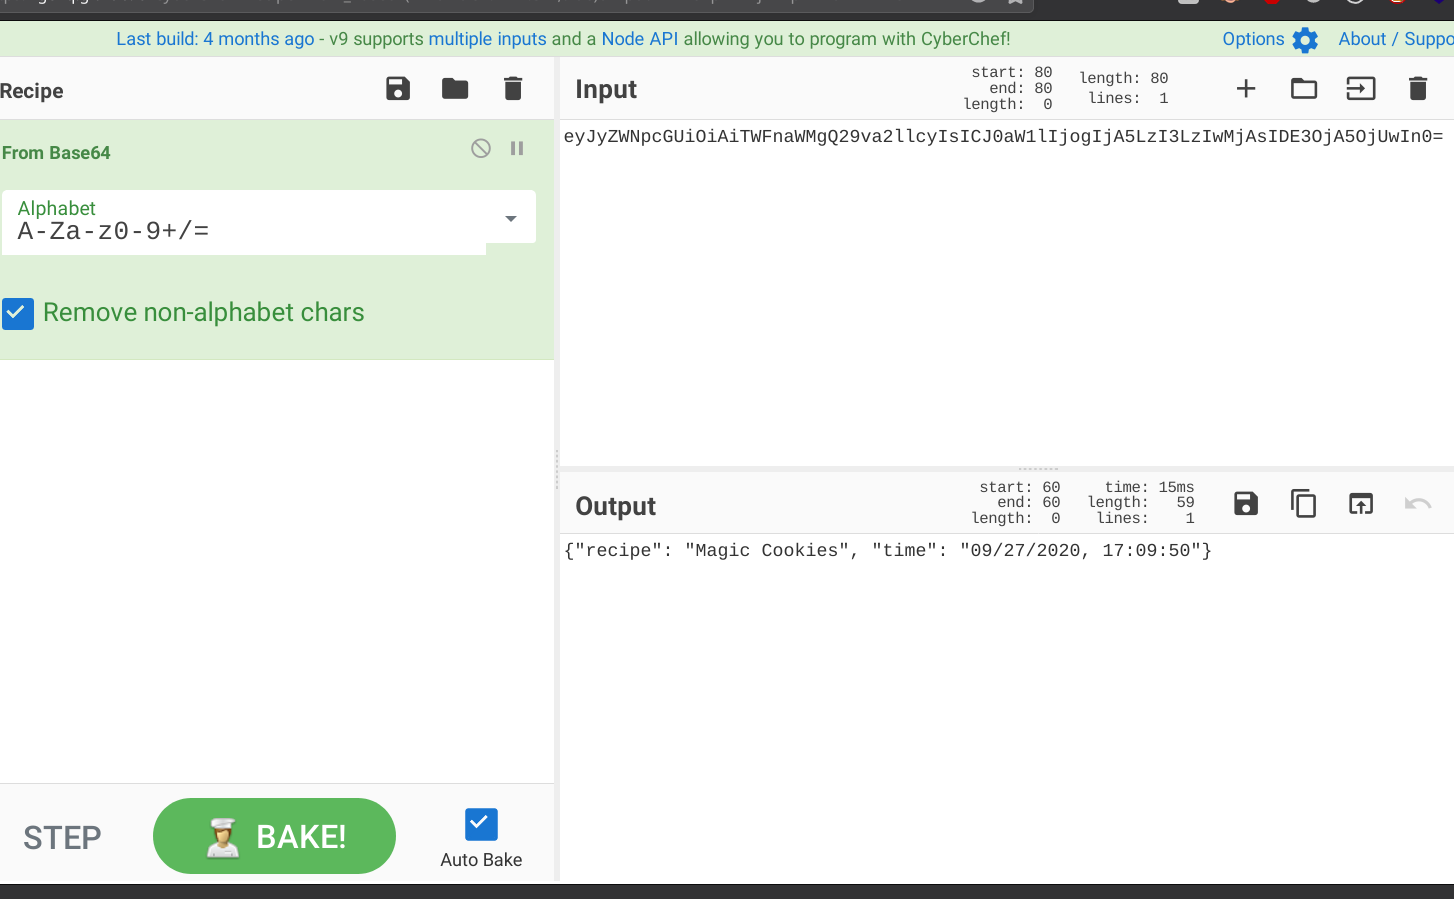 Last build: 4 months ago - v9 supports multiple inputs and a Node API allowing you to program with CyberChef!
Options
About / Suppo
Recipe
From Base64
Alphabet
A-Za-z0-9+/=
Remove non-alphabet chars
STEP
BAKE!
Auto Bake
Input
start: 80
end: 80
length: 0
length: 80
lines: 1
eyJyZWNpcGUiOiAiTWFnaWMgQ29va2llcyIsICJ0aW1lIjogIjA5LzI3LzIwMjAsIDE3OjA5OjUwIn0=
Output
start: 60
end: 60
length: 0
time: 15ms
length: 59
lines: 1
{"recipe": "Magic Cookies", "time": "09/27/2020, 17:09:50"}